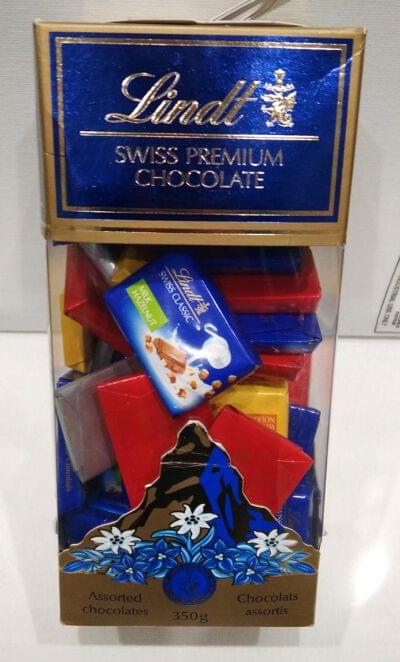 Lindt
SWISS PREMIUM
CHOCOLATE
Lindt
SWISS CLASSIC
MILK
HAZELNUT
Assorted
chocolates
350g
Chocolats
assortis